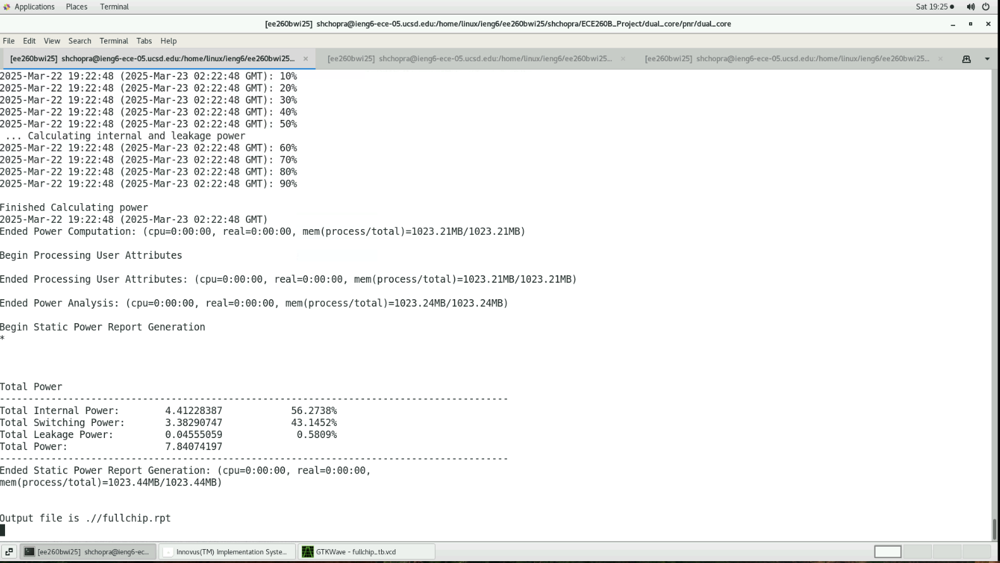 Applications Places Terminal Sat 19:25
[ee260bwi25] shchopra@ieng6-ece-05.ucsd.edu:/home/linux/ieng6/ee260bwi25/shchopra/ECE260B_Project/dual_core/pnr/dual_core
File Edit View Search Terminal Tabs Help
[ee260bwi25] shchopra@ieng6-ece-05.ucsd.edu:/home/linux/ieng6/ee260bwi25... [ee260bwi25] shchopra@ieng6-ece-05.ucsd.edu:/home/linux/ieng6/ee260bwi25... [ee260bwi25] shchopra@ieng6-ece-05.ucsd.edu:/home/linux/ieng6/ee260bwi25...
2025-Mar-22 19:22:48 (2025-Mar-23 02:22:48 GMT): 10%
2025-Mar-22 19:22:48 (2025-Mar-23 02:22:48 GMT): 20%
2025-Mar-22 19:22:48 (2025-Mar-23 02:22:48 GMT): 30%
2025-Mar-22 19:22:48 (2025-Mar-23 02:22:48 GMT): 40%
2025-Mar-22 19:22:48 (2025-Mar-23 02:22:48 GMT): 50%
... Calculating internal and leakage power
2025-Mar-22 19:22:48 (2025-Mar-23 02:22:48 GMT): 60%
2025-Mar-22 19:22:48 (2025-Mar-23 02:22:48 GMT): 70%
2025-Mar-22 19:22:48 (2025-Mar-23 02:22:48 GMT): 80%
2025-Mar-22 19:22:48 (2025-Mar-23 02:22:48 GMT): 90%
Finished Calculating power
2025-Mar-22 19:22:48 (2025-Mar-23 02:22:48 GMT)
Ended Power Computation: (cpu=0:00:00, real=0:00:00, mem(process/total)=1023.21MB/1023.21MB)
Begin Processing User Attributes
Ended Processing User Attributes: (cpu=0:00:00, real=0:00:00, mem(process/total)=1023.21MB/1023.21MB)
Ended Power Analysis: (cpu=0:00:00, real=0:00:00, mem(process/total)=1023.24MB/1023.24MB)
Begin Static Power Report Generation
*
Total Power
-----------------------------------------------------------------------------------------
Total Internal Power: 4.41228387 56.2738%
Total Switching Power: 3.38290747 43.1452%
Total Leakage Power: 0.04555059 0.5809%
Total Power: 7.84074197
-----------------------------------------------------------------------------------------
Ended Static Power Report Generation: (cpu=0:00:00, real=0:00:00,
mem(process/total)=1023.44MB/1023.44MB)
Output file is .//fullchip.rpt
[ee260bwi25] shchopra@ieng6-ec... Innovus(TM) Implementation Syste... GTKWave - fullchip_tb.vcd